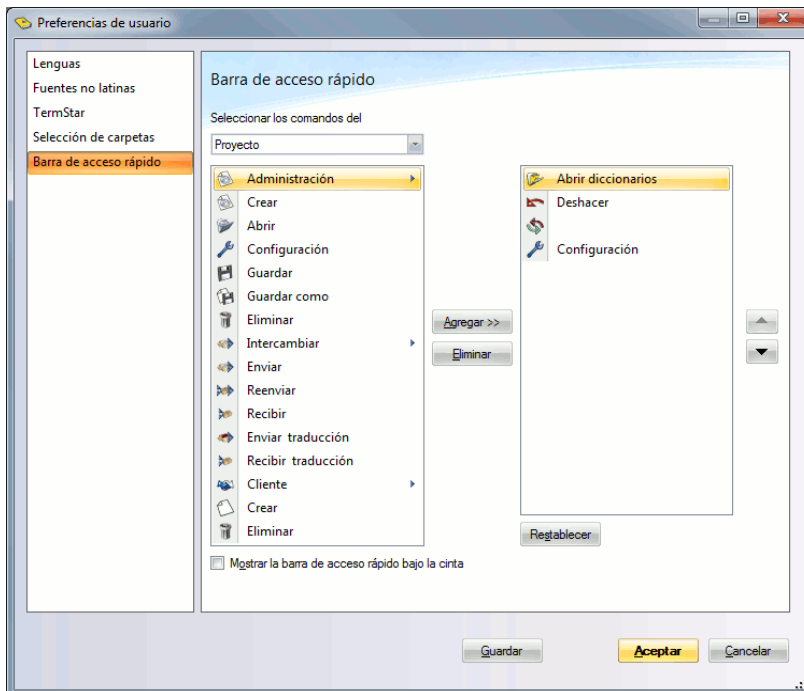 Preferencias de usuario
Lenguas
Fuentes no latinas
TermStar
Selección de carpetas
Barra de acceso rápido
Barra de acceso rápido
Seleccionar los comandos del
Proyecto
Administración
Crear
Abrir
Configuración
Guardar
Guardar como
Eliminar
Intercambiar
Enviar
Reenviar
Recibir
Enviar traducción
Recibir traducción
Cliente
Crear
Eliminar
Agregar >>
Eliminar
Abrir diccionarios
Deshacer
Configuración
Restablecer
Mostrar la barra de acceso rápido bajo la cinta
Guardar
Aceptar
Cancelar